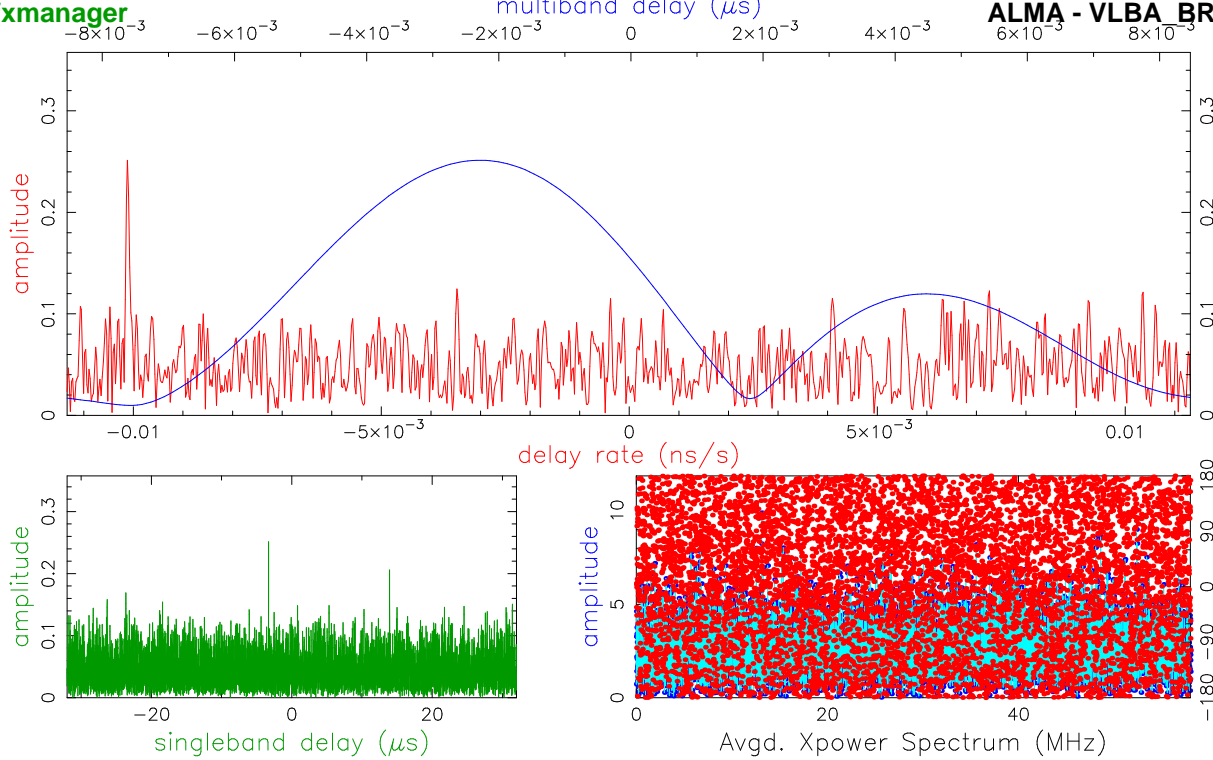 xmanager
multiband delay (μs)
ALMA - VLBA_BR
−8×10⁻³ −6×10⁻³ −4×10⁻³ −2×10⁻³ 0 2×10⁻³ 4×10⁻³ 6×10⁻³ 8×10⁻³
amplitude
0 0.1 0.2 0.3
0 0.1 0.2 0.3
−0.01 −5×10⁻³ 0 5×10⁻³ 0.01
delay rate (ns/s)
amplitude
0 0.1 0.2 0.3
−20 0 20
singleband delay (μs)
amplitude
0 5 10
−180 −90 0 90 180
0 20 40
Avgd. Xpower Spectrum (MHz)